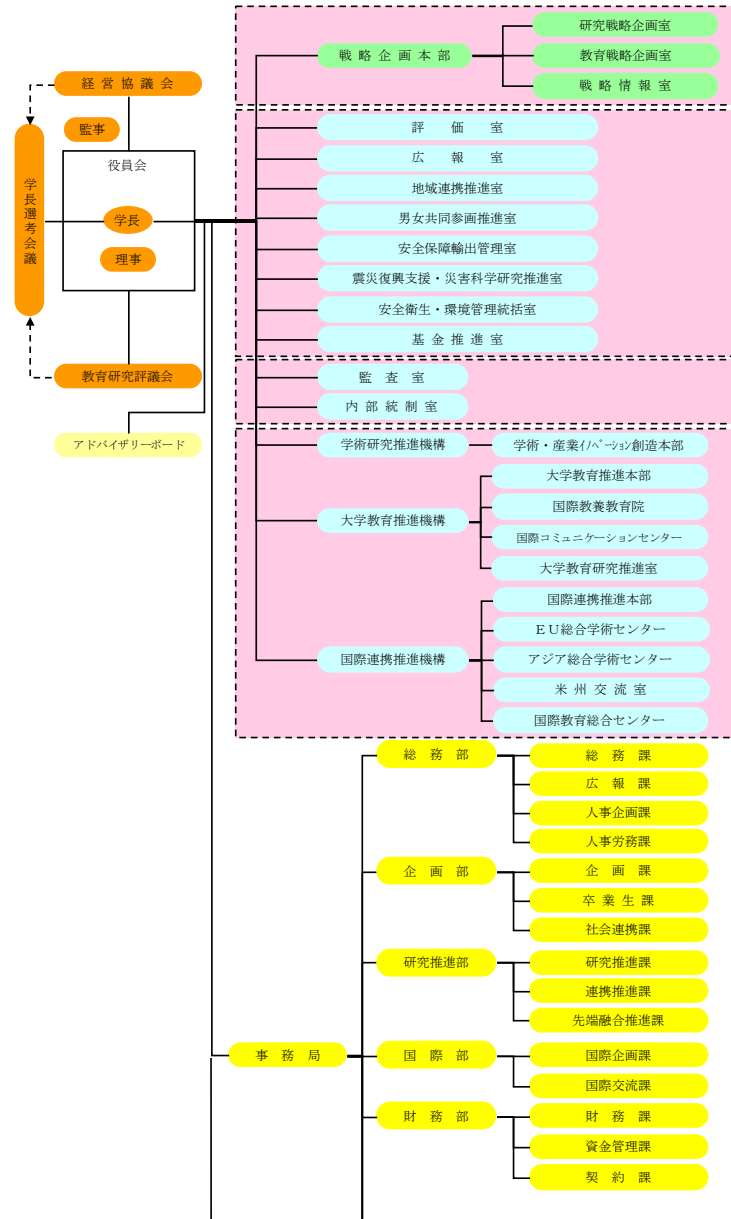 経営協議会
監事
役員会
学長選考会議
学長
理事
教育研究評議会
アドバイザリーボード
戦略企画本部
研究戦略企画室
教育戦略企画室
戦略情報室
評価室
広報室
地域連携推進室
男女共同参画推進室
安全保障輸出管理室
震災復興支援・災害科学研究推進室
安全衛生・環境管理統括室
基金推進室
監査室
内部統制室
学術研究推進機構
学術・産業ｲﾉﾍﾞｰｼｮﾝ創造本部
大学教育推進機構
大学教育推進本部
国際教養教育院
国際コミュニケーションセンター
大学教育研究推進室
国際連携推進機構
国際連携推進本部
ＥＵ総合学術センター
アジア総合学術センター
米州交流室
国際教育総合センター
事務局
総務部
総務課
広報課
人事企画課
人事労務課
企画部
企画課
卒業生課
社会連携課
研究推進部
研究推進課
連携推進課
先端融合推進課
国際部
国際企画課
国際交流課
財務部
財務課
資金管理課
契約課